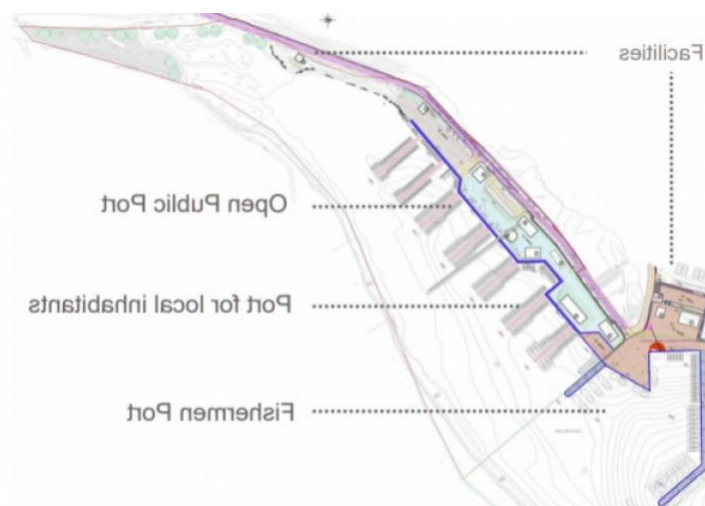 Facilities
Open Public Port
Port for local inhabitants
Fishermen Port